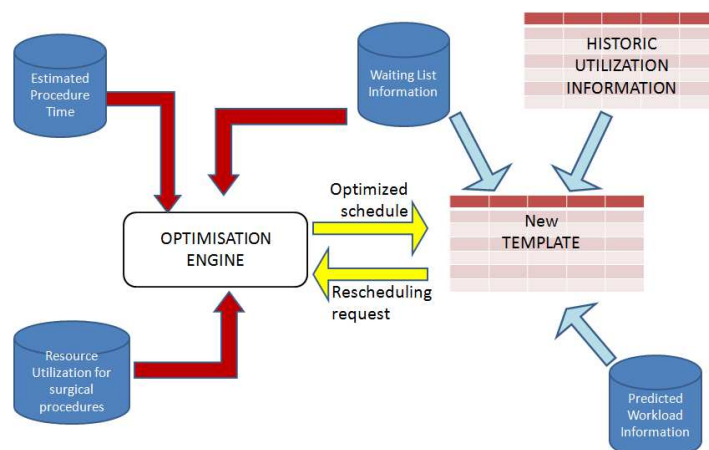 Estimated
Procedure
Time
Waiting List
Information
HISTORIC
UTILIZATION
INFORMATION
Optimized
schedule
New
TEMPLATE
OPTIMISATION
ENGINE
Rescheduling
request
Resource
Utilization for
surgical
procedures
Predicted
Workload
Information